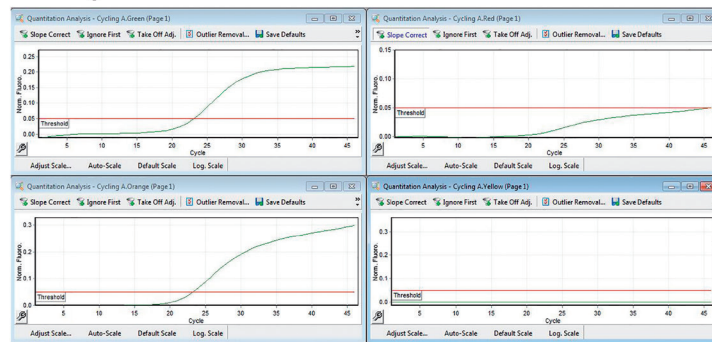 Quantitation Analysis - Cycling A.Green (Page 1)
Slope Correct Ignore First Take Off Adj. Outlier Removal... Save Defaults »
Norm. Fluoro.
0.25
0.20
0.15
0.10
0.05
0.00
Threshold
5 10 15 20 25 30 35 40 45
Cycle
Adjust Scale... Auto-Scale Default Scale Log. Scale
Quantitation Analysis - Cycling A.Red (Page 1)
Slope Correct Ignore First Take Off Adj. Outlier Removal... Save Defaults
Norm. Fluoro.
0.15
0.10
0.05
0.00
Threshold
5 10 15 20 25 30 35 40 45
Cycle
Adjust Scale... Auto-Scale Default Scale Log. Scale
Quantitation Analysis - Cycling A.Orange (Page 1)
Slope Correct Ignore First Take Off Adj. Outlier Removal... Save Defaults »
Norm. Fluoro.
0.3
0.2
0.1
0.0
Threshold
5 10 15 20 25 30 35 40 45
Cycle
Adjust Scale... Auto-Scale Default Scale Log. Scale
Quantitation Analysis - Cycling A.Yellow (Page 1)
Slope Correct Ignore First Take Off Adj. Outlier Removal... Save Defaults
Norm. Fluoro.
0.3
0.2
0.1
0.0
Threshold
5 10 15 20 25 30 35 40 45
Cycle
Adjust Scale... Auto-Scale Default Scale Log. Scale